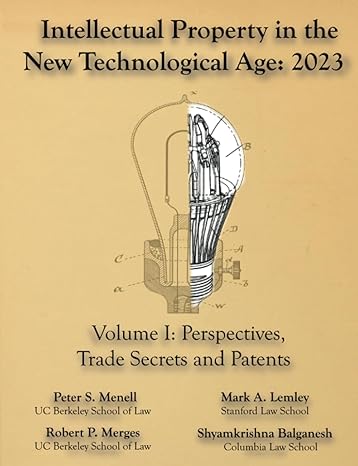 Intellectual Property in the
New Technological Age: 2023
x
B
D
C
A
a
b
w
Volume I: Perspectives,
Trade Secrets and Patents
Peter S. Menell
UC Berkeley School of Law
Mark A. Lemley
Stanford Law School
Robert P. Merges
UC Berkeley School of Law
Shyamkrishna Balganesh
Columbia Law School